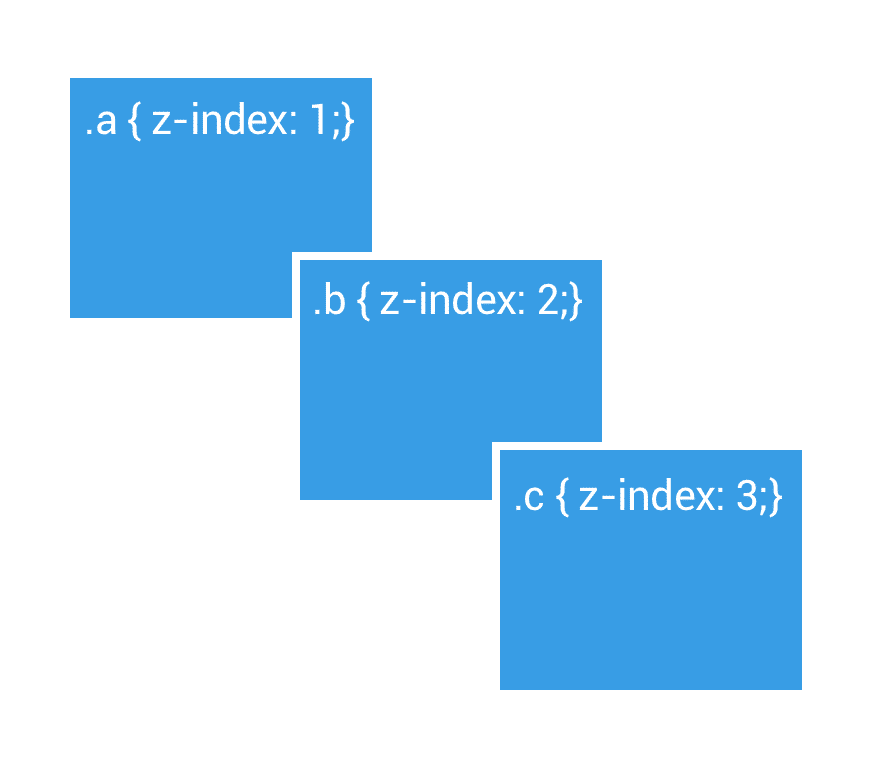 .a { z-index: 1;}
.b { z-index: 2;}
.c { z-index: 3;}